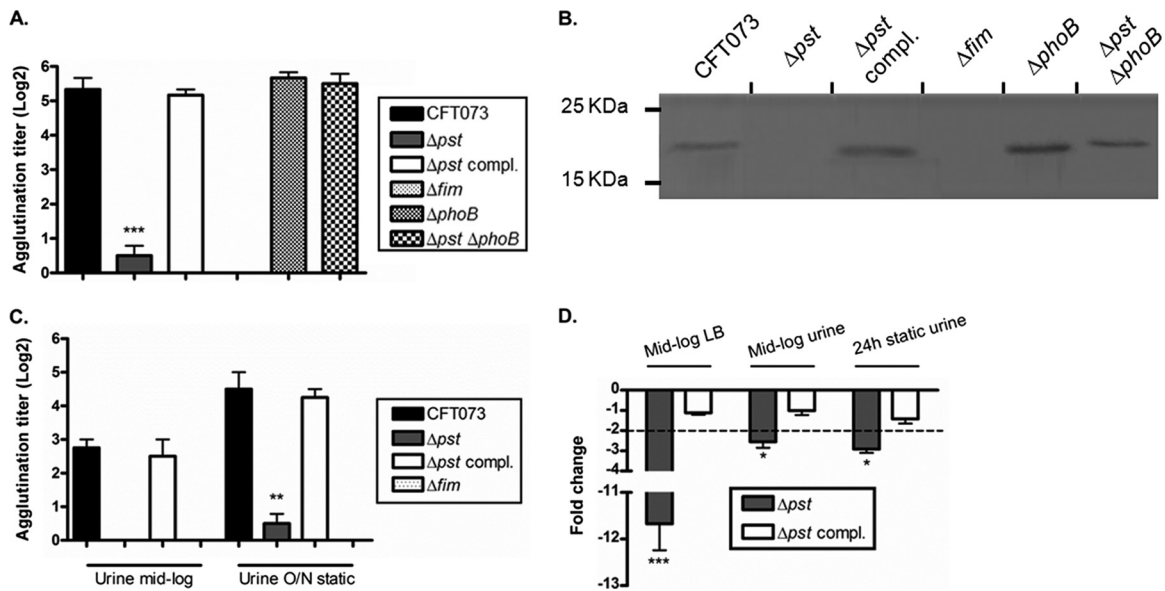 A.
Agglutination titer (Log2)
6
5
4
3
2
1
0
***
CFT073
Δpst
Δpst compl.
Δfim
ΔphoB
Δpst ΔphoB
B.
CFT073
Δpst
Δpst
compl.
Δfim
ΔphoB
Δpst
ΔphoB
25 KDa
15 KDa
C.
Agglutination titer (Log2)
6
5
4
3
2
1
0
**
Urine mid-log
Urine O/N static
CFT073
Δpst
Δpst compl.
Δfim
D.
Mid-log LB
Mid-log urine
24h static urine
Fold change
0
-1
-2
-3
-4
-11
-12
-13
*
*
***
Δpst
Δpst compl.